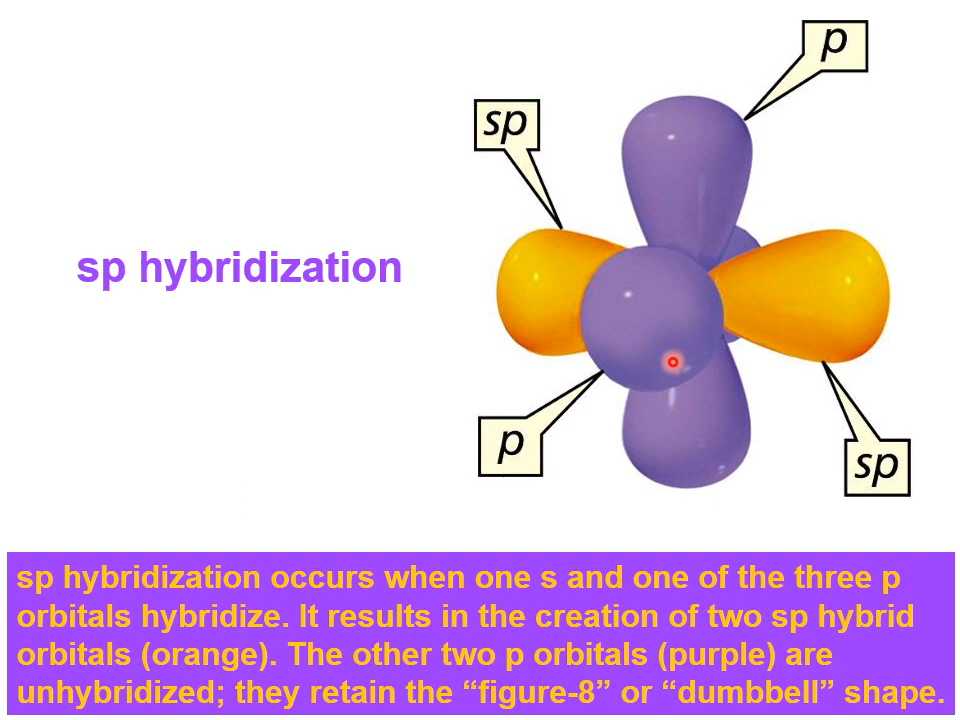 p
sp
sp hybridization
p
sp
sp hybridization occurs when one s and one of the three p
orbitals hybridize. It results in the creation of two sp hybrid
orbitals (orange). The other two p orbitals (purple) are
unhybridized; they retain the “figure-8” or “dumbbell” shape.